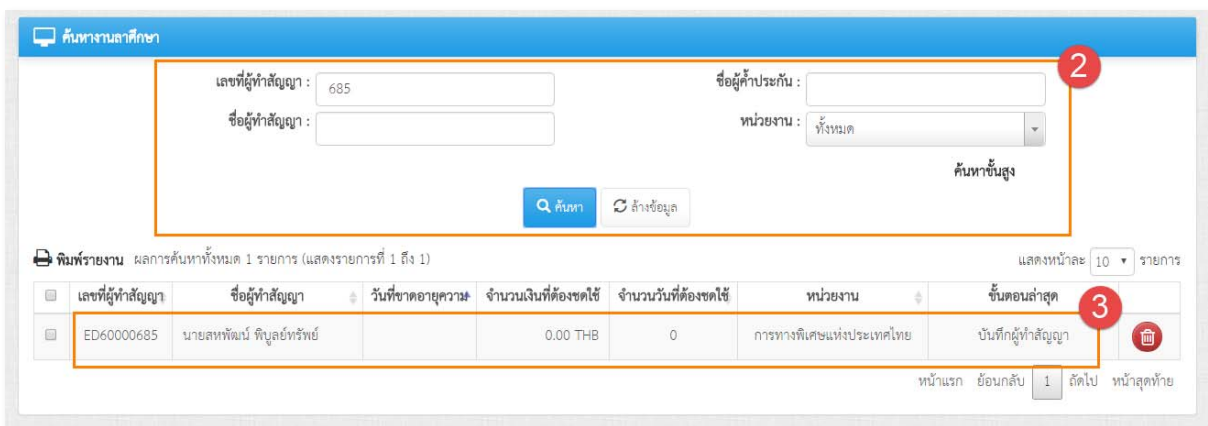 ค้นหางานลาศึกษา
2
เลขที่ผู้ทำสัญญา : 685 ชื่อผู้ค้ำประกัน :
ชื่อผู้ทำสัญญา : หน่วยงาน : ทั้งหมด
ค้นหาขั้นสูง
ค้นหา ล้างข้อมูล
พิมพ์รายงาน ผลการค้นหาทั้งหมด 1 รายการ (แสดงรายการที่ 1 ถึง 1) แสดงหน้าละ 10 รายการ
เลขที่ผู้ทำสัญญา ชื่อผู้ทำสัญญา วันที่ขาดอายุความ จำนวนเงินที่ต้องชดใช้ จำนวนวันที่ต้องชดใช้ หน่วยงาน ขั้นตอนล่าสุด
3
ED60000685 นายสหพัฒน์ พิบูลย์ทรัพย์ 0.00 THB 0 การทางพิเศษแห่งประเทศไทย บันทึกผู้ทำสัญญา
หน้าแรก ย้อนกลับ 1 ถัดไป หน้าสุดท้าย